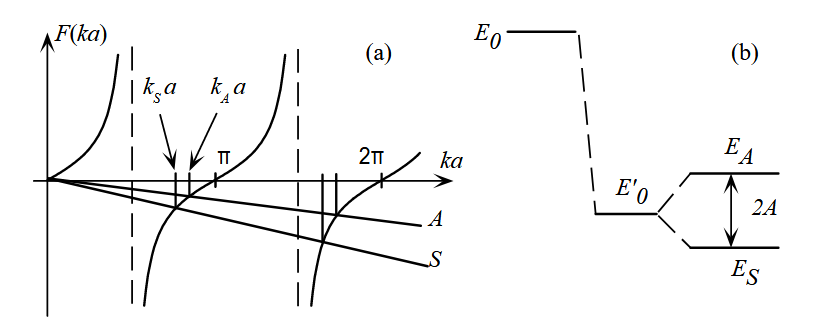 F(ka)
(a)
k_S a
k_A a
π
2π
ka
A
S
E_0
(b)
E_A
E'_0
2A
E_S